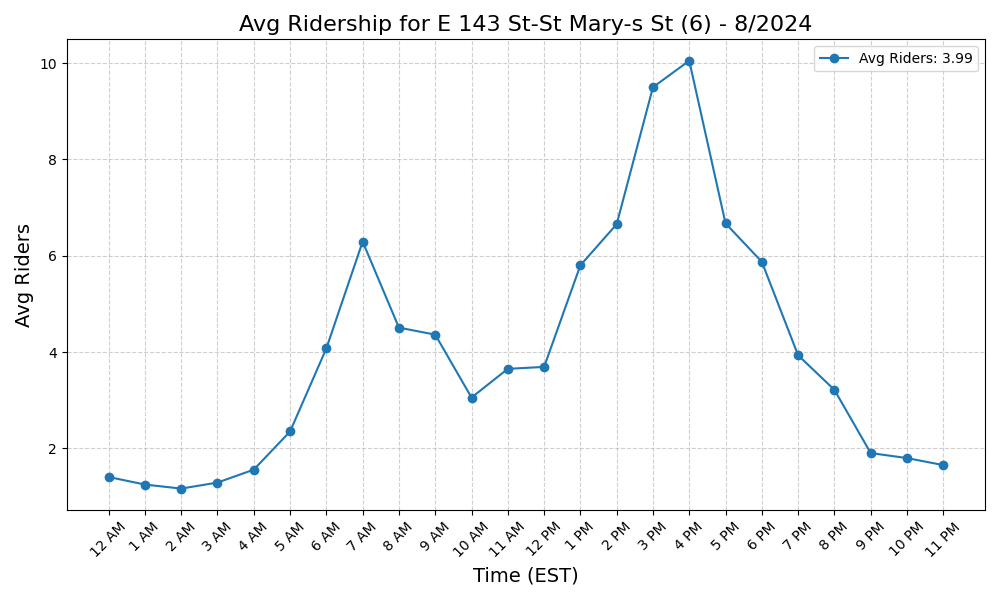 Avg Ridership for E 143 St-St Mary-s St (6) - 8/2024
Avg Riders: 3.99
10
8
6
4
2
Avg Riders
12 AM
1 AM
2 AM
3 AM
4 AM
5 AM
6 AM
7 AM
8 AM
9 AM
10 AM
11 AM
12 PM
1 PM
2 PM
3 PM
4 PM
5 PM
6 PM
7 PM
8 PM
9 PM
10 PM
11 PM
Time (EST)